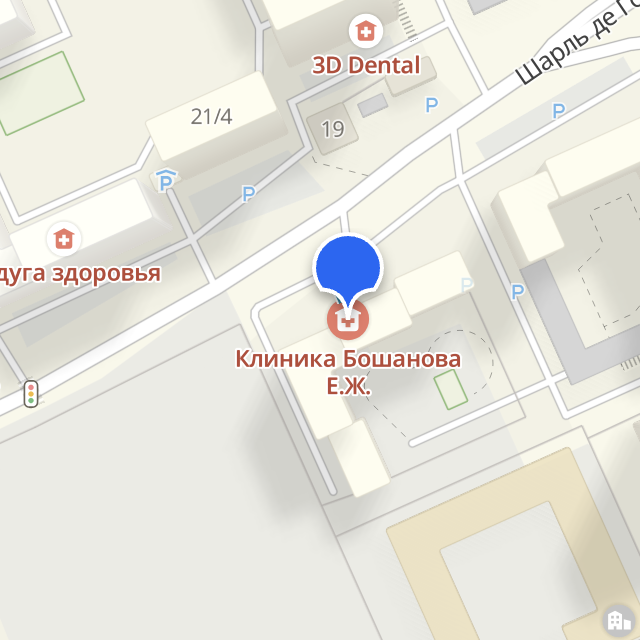 3D Dental
Шарль де Го
P
21/4
19
P
P
P
дуга здоровья
P
P
Клиника Бошанова
Е.Ж.